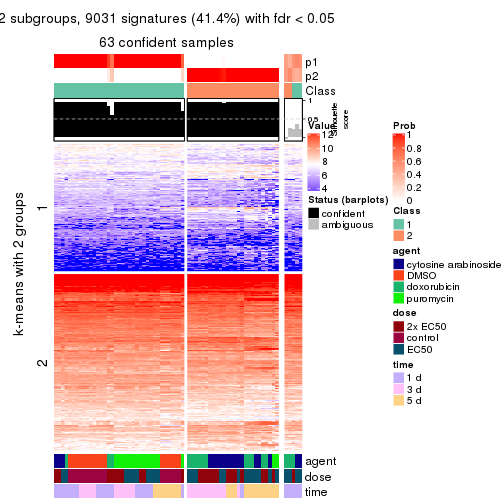 2 subgroups, 9031 signatures (41.4%) with fdr < 0.05
63 confident samples
p1
p2
Class
1
0.5
0
Silhouette
score
Value
12
10
8
6
4
Prob
1
0.8
0.6
0.4
0.2
0
Status (barplots)
confident
ambiguous
Class
1
2
agent
cytosine arabinoside
DMSO
doxorubicin
puromycin
dose
2x EC50
control
EC50
time
1 d
3 d
5 d
k-means with 2 groups
1
2
agent
dose
time